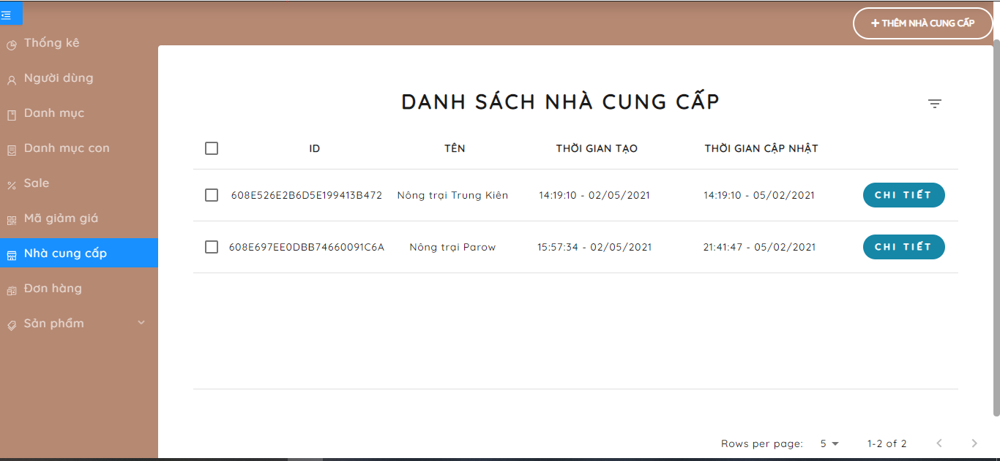 + THÊM NHÀ CUNG CẤP
Thống kê
Người dùng
Danh mục
Danh mục con
Sale
Mã giảm giá
Nhà cung cấp
Đơn hàng
Sản phẩm
DANH SÁCH NHÀ CUNG CẤP
ID TÊN THỜI GIAN TẠO THỜI GIAN CẬP NHẬT
608E526E2B6D5E199413B472 Nông trại Trung Kiên 14:19:10 - 02/05/2021 14:19:10 - 05/02/2021 CHI TIẾT
608E697EE0DBB74660091C6A Nông trại Parow 15:57:34 - 02/05/2021 21:41:47 - 05/02/2021 CHI TIẾT
Rows per page: 5 1-2 of 2